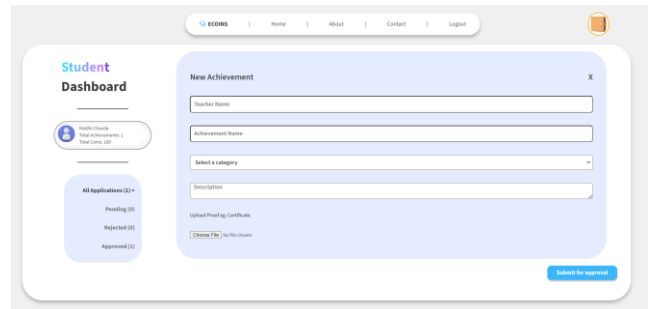 ECOINS | Home | About | Contact | Logout
Student
Dashboard
Total Achievements: 1
Total Coins: 100
All Applications (1)
Pending (0)
Rejected (0)
Approved (1)
New Achievement X
Teacher Name
Achievement Name
Select a category
Description
Upload Proof eg: Certificate
Choose File No file chosen
Submit for approval